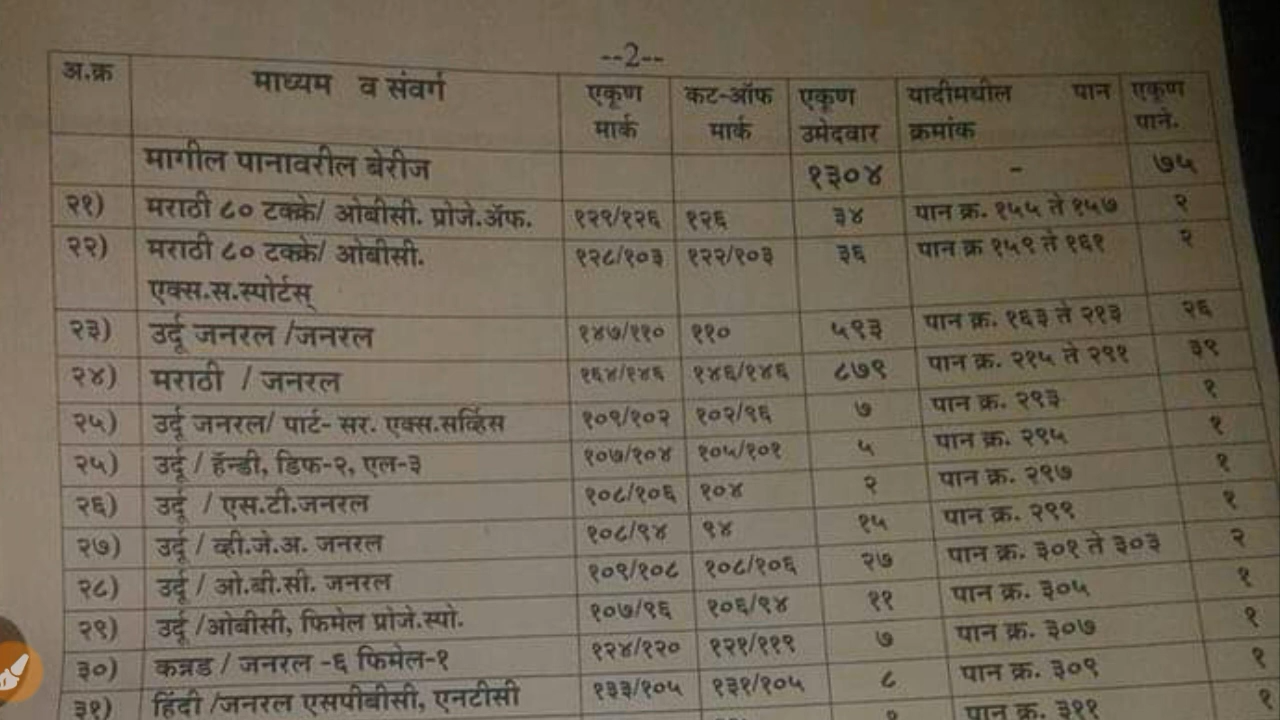 --2--
अ.क्र माध्यम व संवर्ग एकूण मार्क कट-ऑफ मार्क एकूण उमेदवार यादीमधील पान क्रमांक एकूण पाने.
मागील पानावरील बेरीज १३०४ - ७५
२१) मराठी ८० टक्के/ ओबीसी. प्रोजे.ॲफ. १२९/१२६ १२६ ३४ पान क्र. १५५ ते १५७ २
२२) मराठी ८० टक्के/ ओबीसी. १२८/१०३ १२२/१०३ ३६ पान क्र १५९ ते १६१ २
एक्स.स.स्पोर्टस्
२३) उर्दू जनरल /जनरल १४७/११० ११० ५१३ पान क्र. १६३ ते २१३ २६
२४) मराठी / जनरल १६४/१४६ १४६/१४६ ८७९ पान क्र. २१५ ते २९१ ३९
२५) उर्दू जनरल/ पार्ट- सर. एक्स.सर्व्हिस १०९/१०२ १०२/९६ ७ पान क्र. २९३ १
२५) उर्दू / हॅन्डी, डिफ-२, एल-३ १०७/१०४ १०५/१०१ ५ पान क्र. २९५ १
२६) उर्दू / एस.टी.जनरल १०८/१०६ १०४ २ पान क्र. २९७ १
२७) उर्दू / व्ही.जे.अ. जनरल १०८/९४ ९४ १५ पान क्र. २९९ १
२८) उर्दू / ओ.बी.सी. जनरल १०९/१०८ १०८/१०६ २७ पान क्र. ३०१ ते ३०३ २
२९) उर्दू /ओबीसी, फिमेल प्रोजे.स्पो. १०७/९६ १०६/९४ ११ पान क्र. ३०५ १
३०) कन्नड / जनरल -६ फिमेल-१ १२४/१२० १२१/११९ ७ पान क्र. ३०७ १
३१) हिंदी /जनरल एसपीबीसी, एनटीसी १३३/१०५ १३१/१०५ ८ पान क्र. ३०९ १
पान क्र. ३११ १